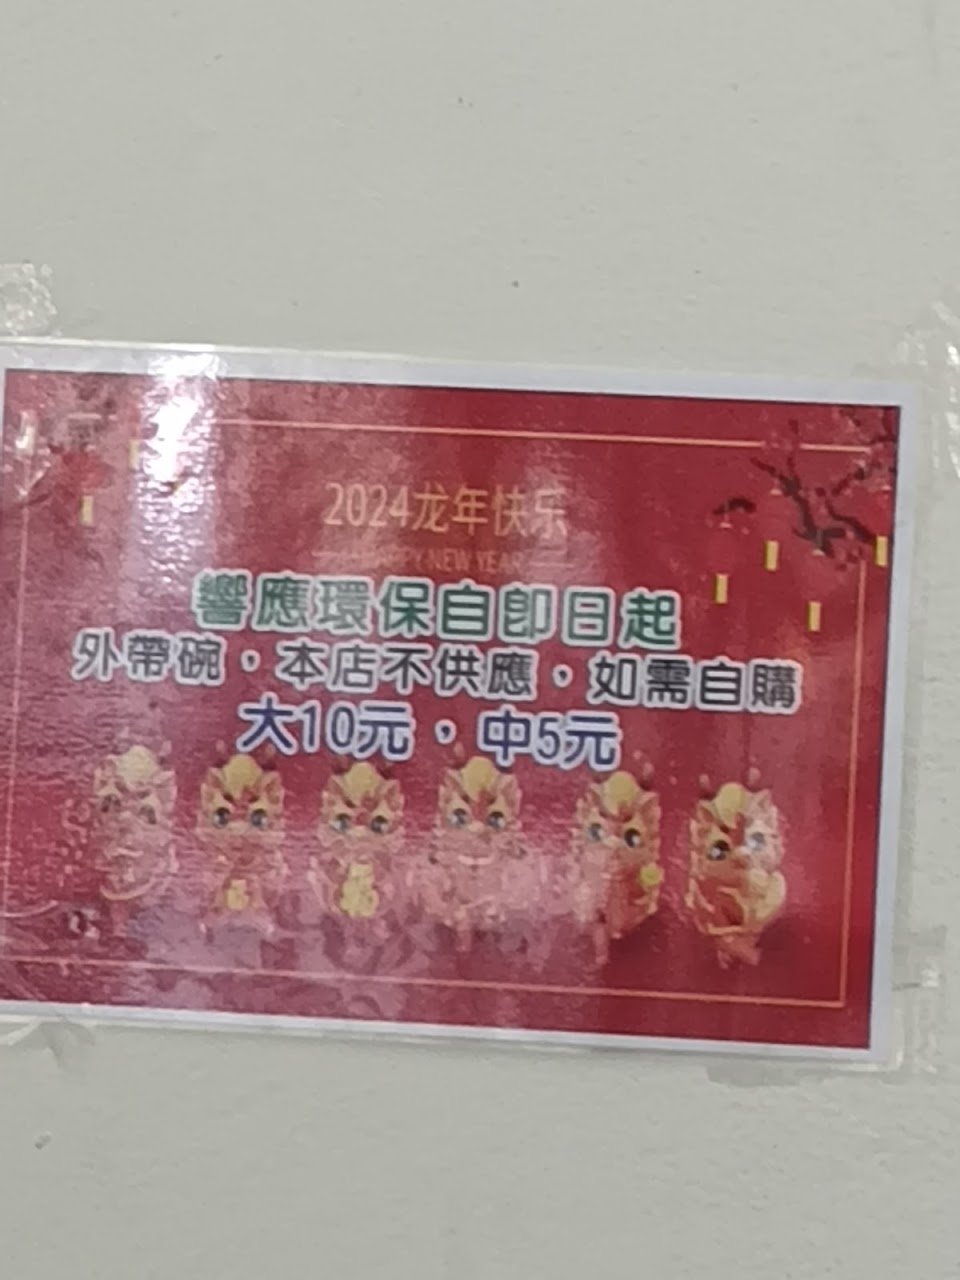 2024龙年快乐
HAPPY NEW YEAR
響應環保自即日起
外帶碗，本店不供應，如需自購
大10元，中5元